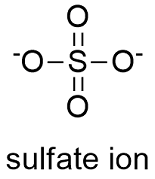 O
-O-S-O-
O
sulfate ion